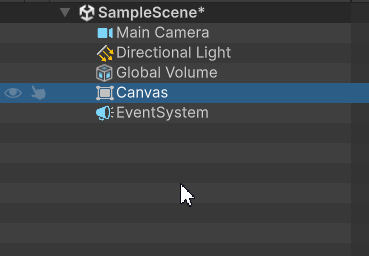 SampleScene*
Main Camera
Directional Light
Global Volume
Canvas
EventSystem